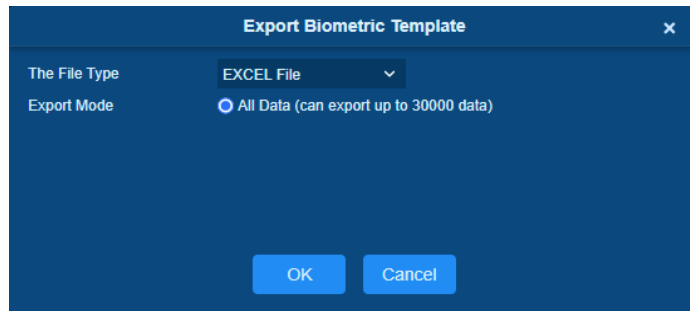 Export Biometric Template
The File Type
EXCEL File
Export Mode
All Data (can export up to 30000 data)
OK
Cancel